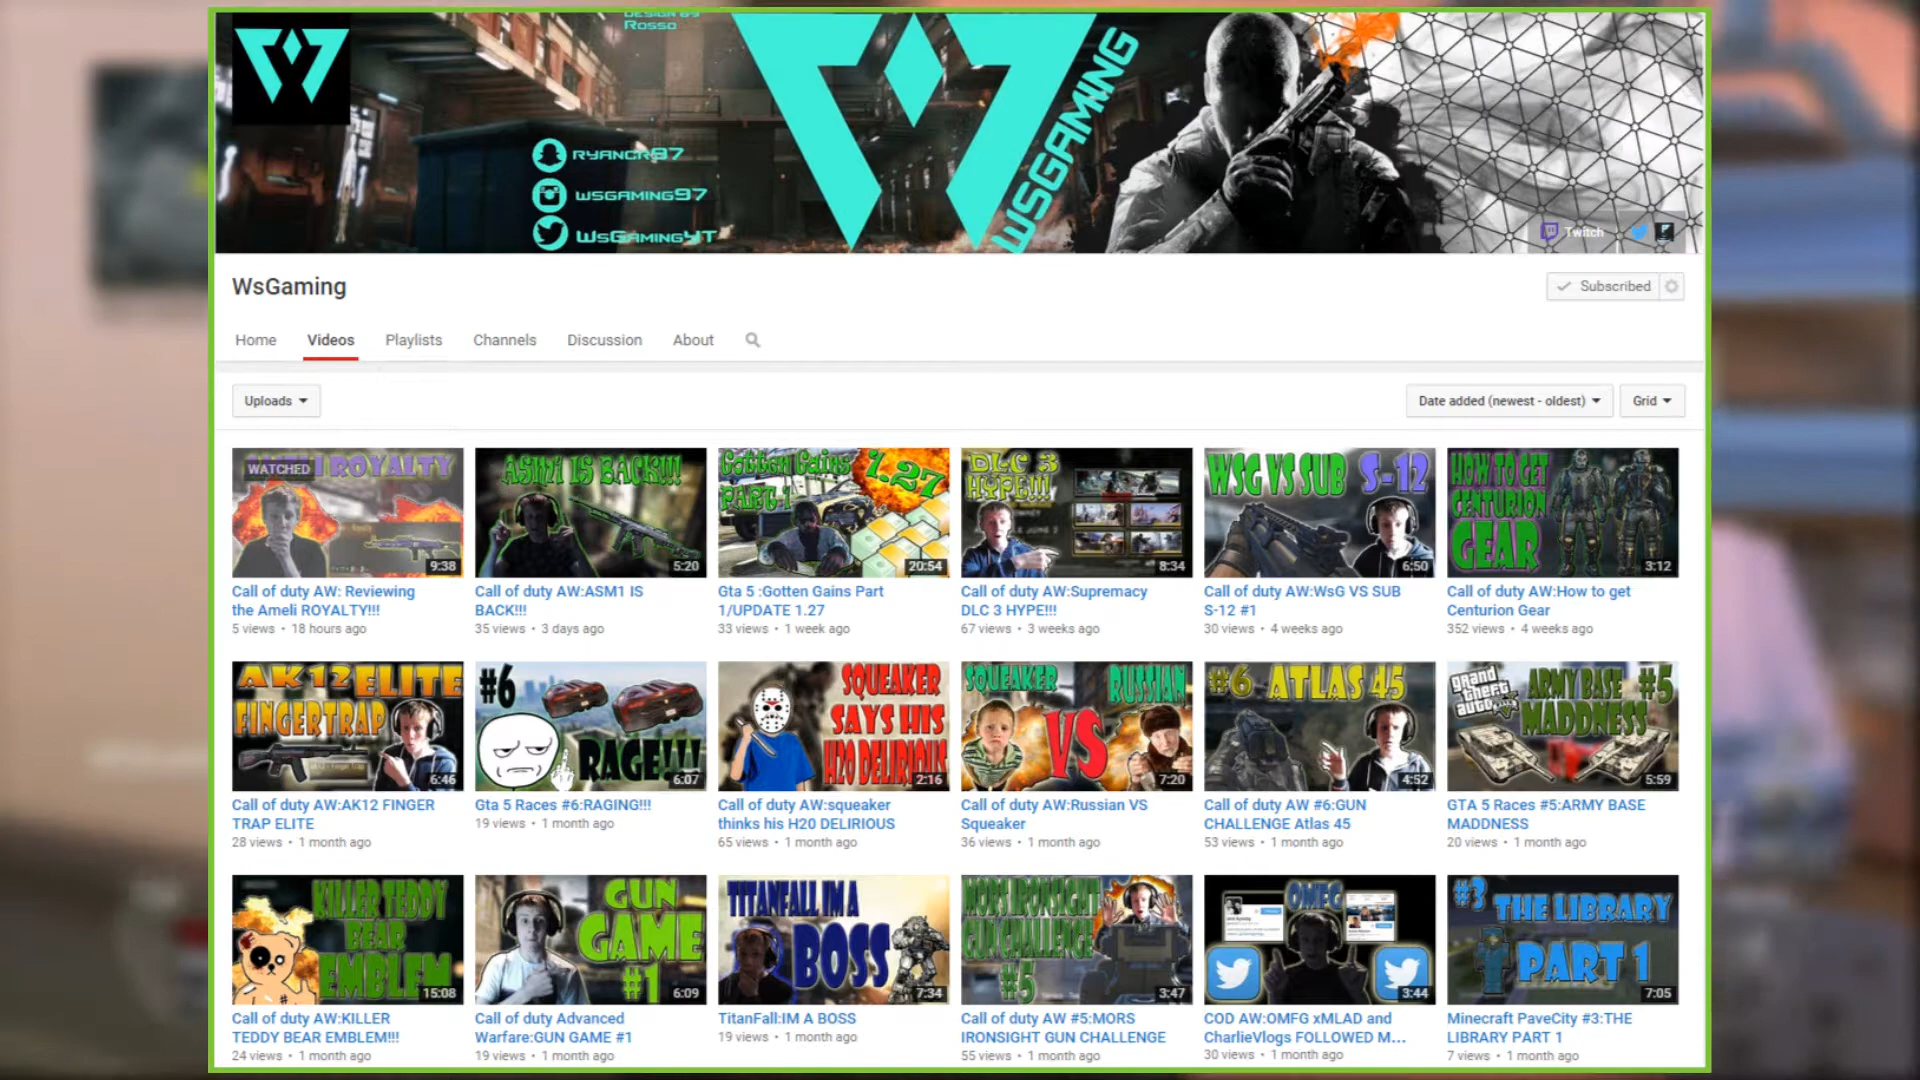 DESIGN BY
ROSSO
RYANCR97
WSGAMING97
WSGAMINGYT
WSGAMING
Twitch
WsGaming
Subscribed
Home Videos Playlists Channels Discussion About
Uploads
Date added (newest - oldest)
Grid
WATCHED
ROYALTY
9:38
ASM1 IS BACK!!!
5:20
Gotten Gains
PART 1
1.27
20:54
DLC 3
HYPE!!!
8:34
WSG VS SUB S-12
6:50
HOW TO GET
CENTURION
GEAR
3:12
Call of duty AW: Reviewing
the Ameli ROYALTY!!!
5 views • 18 hours ago
Call of duty AW:ASM1 IS
BACK!!!
35 views • 3 days ago
Gta 5 :Gotten Gains Part
1/UPDATE 1.27
33 views • 1 week ago
Call of duty AW:Supremacy
DLC 3 HYPE!!!
67 views • 3 weeks ago
Call of duty AW:WsG VS SUB
S-12 #1
30 views • 4 weeks ago
Call of duty AW:How to get
Centurion Gear
352 views • 4 weeks ago
AK12 ELITE
FINGERTRAP
6:46
#6
RAGE!!!
6:07
SQUEAKER
SAYS HIS
H20 DELIRIOUS
2:16
SQUEAKER
RUSSIAN
VS
7:20
#6 ATLAS 45
4:52
grand
theft
auto
ARMY BASE #5
MADDNESS
5:59
Call of duty AW:AK12 FINGER
TRAP ELITE
28 views • 1 month ago
Gta 5 Races #6:RAGING!!!
19 views • 1 month ago
Call of duty AW:squeaker
thinks his H20 DELIRIOUS
65 views • 1 month ago
Call of duty AW:Russian VS
Squeaker
36 views • 1 month ago
Call of duty AW #6:GUN
CHALLENGE Atlas 45
53 views • 1 month ago
GTA 5 Races #5:ARMY BASE
MADDNESS
20 views • 1 month ago
KILLER TEDDY
BEAR
EMBLEM
15:08
GUN
GAME
#1
6:09
TITANFALL IM A
BOSS
7:34
MORS IRONSIGHT
GUN CHALLENGE
#5
3:47
OMFG
3:44
#3 THE LIBRARY
PART 1
7:05
Call of duty AW:KILLER
TEDDY BEAR EMBLEM!!!
24 views • 1 month ago
Call of duty Advanced
Warfare:GUN GAME #1
19 views • 1 month ago
TitanFall:IM A BOSS
19 views • 1 month ago
Call of duty AW #5:MORS
IRONSIGHT GUN CHALLENGE
55 views • 1 month ago
COD AW:OMFG xMLAD and
CharlieVlogs FOLLOWED M...
30 views • 1 month ago
Minecraft PaveCity #3:THE
LIBRARY PART 1
7 views • 1 month ago